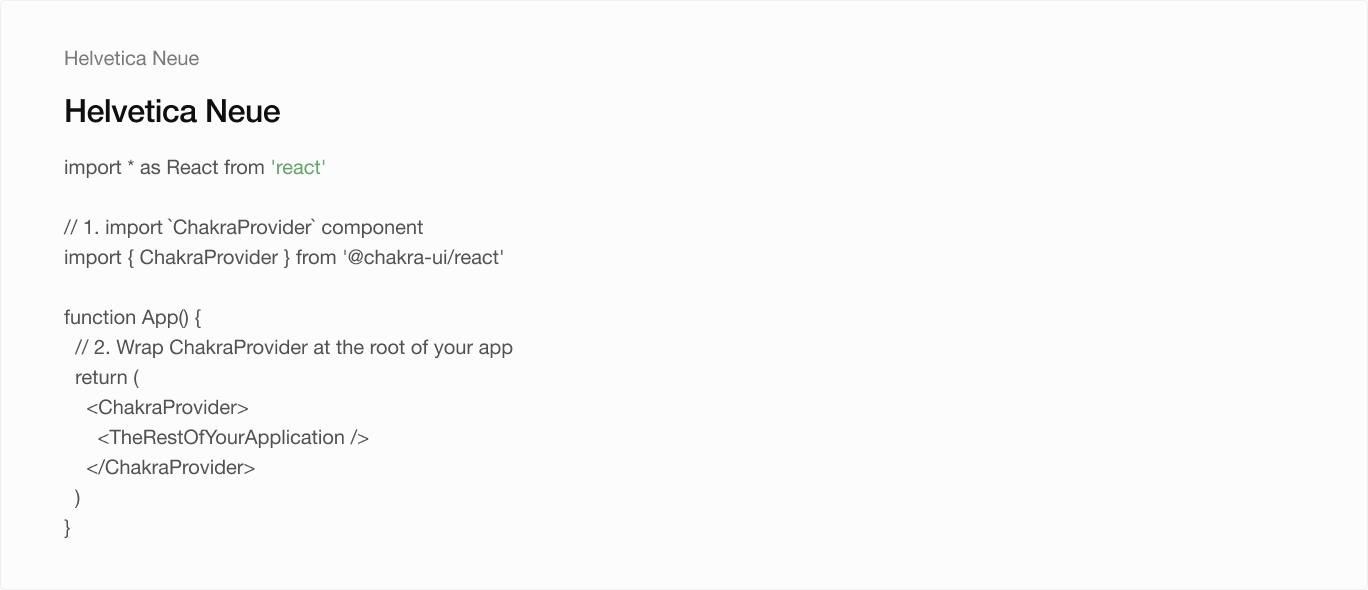 Helvetica Neue
Helvetica Neue
import * as React from 'react'

// 1. import `ChakraProvider` component
import { ChakraProvider } from '@chakra-ui/react'

function App() {
  // 2. Wrap ChakraProvider at the root of your app
  return (
    <ChakraProvider>
      <TheRestOfYourApplication />
    </ChakraProvider>
  )
}